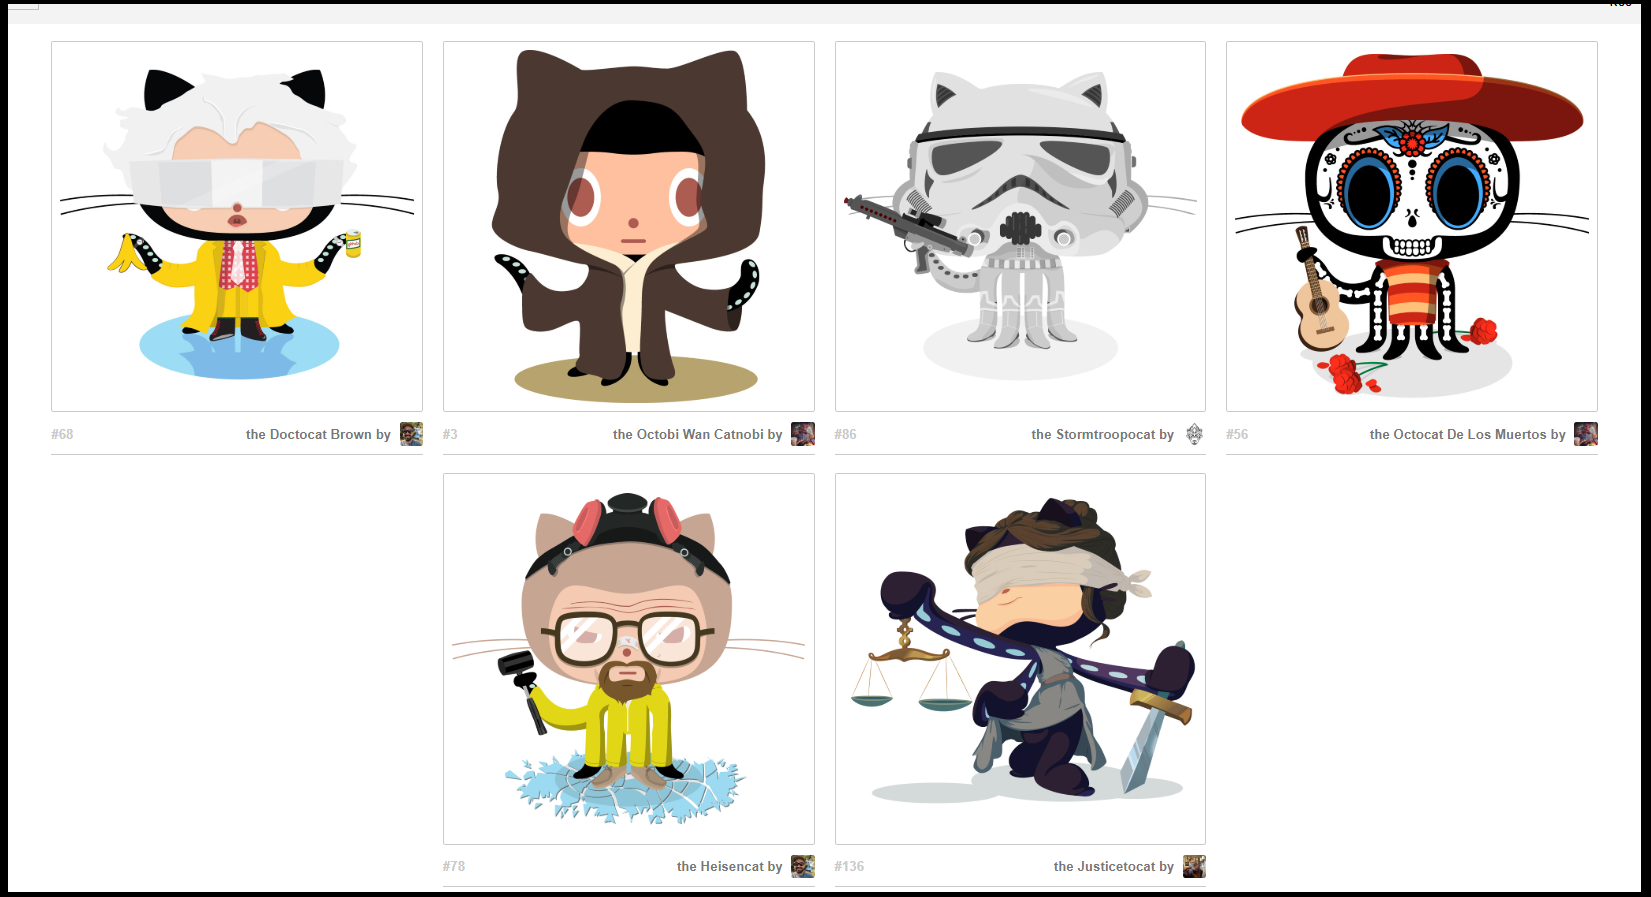 #68 the Doctocat Brown by
#3 the Octobi Wan Catnobi by
#86 the Stormtroopocat by
#56 the Octocat De Los Muertos by
#78 the Heisencat by
#136 the Justicetocat by